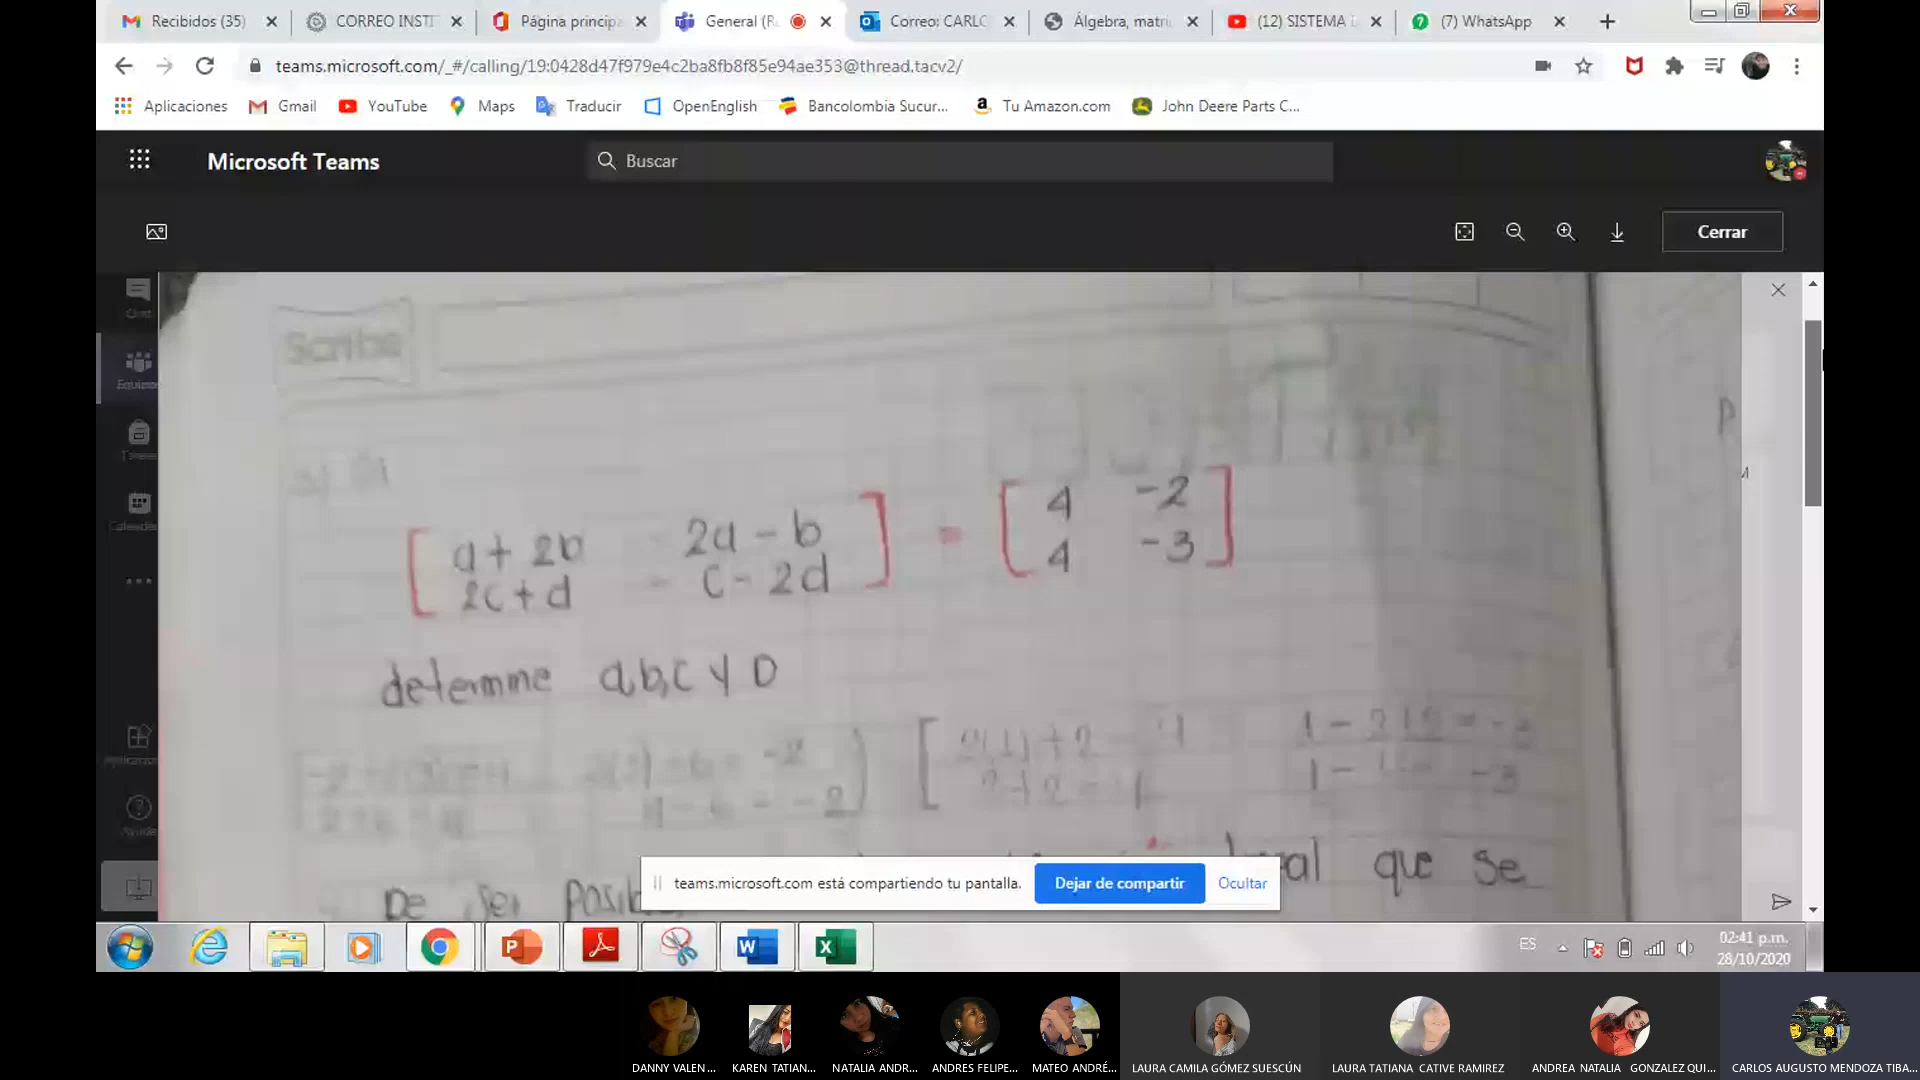 Recibidos (35)
CORREO INSTI
Página principa
General (R
Correo: CARLO
Álgebra, matri
(12) SISTEMA
(7) WhatsApp
teams.microsoft.com/_#/calling/19:0428d47f979e4c2ba8fb8f85e94ae353@thread.tacv2/
Aplicaciones
Gmail
YouTube
Maps
Traducir
OpenEnglish
Bancolombia Sucur...
Tu Amazon.com
John Deere Parts C...
Microsoft Teams
Buscar
Cerrar
Chat
Equipos
Scribe
a + 2b 2a - b = 4 -2
2c + d c - 2d 4 -3
determine a,b,c y D
De ser Posib
que se
Ayuda
teams.microsoft.com está compartiendo tu pantalla.
Dejar de compartir
Ocultar
ES
02:41 p.m.
28/10/2020
DANNY VALEN...
KAREN TATIAN...
NATALIA ANDR...
ANDRES FELIPE...
MATEO ANDRÉ...
LAURA CAMILA GÓMEZ SUESCÚN
LAURA TATIANA CATIVE RAMIREZ
ANDREA NATALIA GONZALEZ QUI...
CARLOS AUGUSTO MENDOZA TIBA...